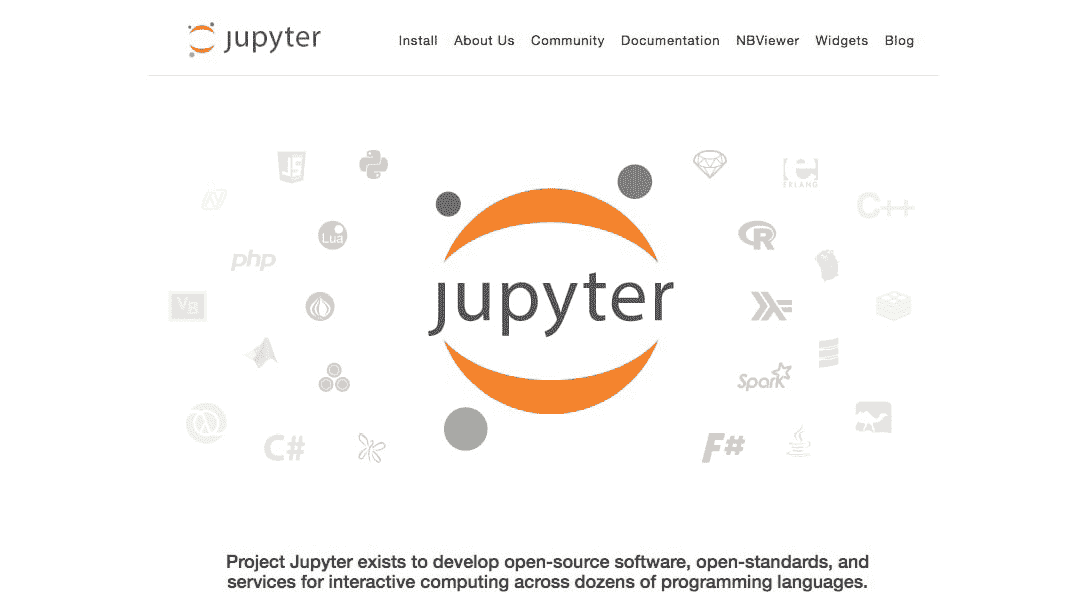 jupyter
Install About Us Community Documentation NBViewer Widgets Blog
JS
ERLANG
C++
Lua
R
php
VB
jupyter
Spark
C#
F#
Project Jupyter exists to develop open-source software, open-standards, and
services for interactive computing across dozens of programming languages.